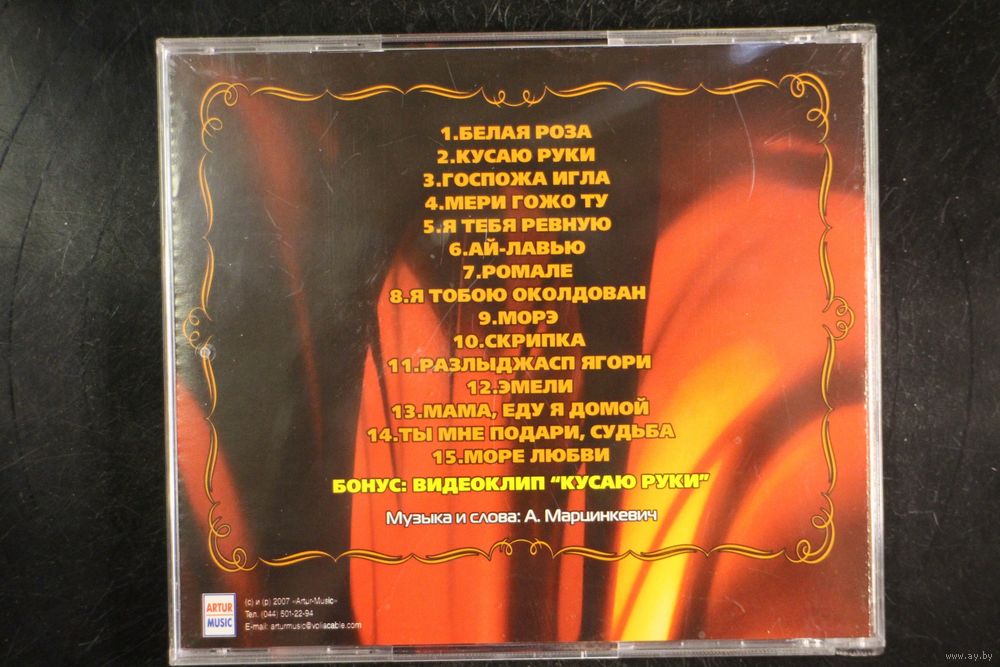 1.БЕЛАЯ РОЗА
2.КУСАЮ РУКИ
3.ГОСПОЖА ИГЛА
4.МЕРИ ГОЖО ТУ
5.Я ТЕБЯ РЕВНУЮ
6.АЙ-ЛАВЬЮ
7.РОМАЛЕ
8.Я ТОБОЮ ОКОЛДОВАН
9.МОРЭ
10.СКРИПКА
11.РАЗЛЫДЖАСП ЯГОРИ
12.ЭМЕЛИ
13.МАМА, ЕДУ Я ДОМОЙ
14.ТЫ МНЕ ПОДАРИ, СУДЬБА
15.МОРЕ ЛЮБВИ
БОНУС: ВИДЕОКЛИП "КУСАЮ РУКИ"
Музыка и слова: А. Марцинкевич
ARTUR
MUSIC
(с) и (р) 2007 «Artur-Music»
Тел. (044) 501-22-94
E-mail: arturmusic@voliacable.com
www.ay.by